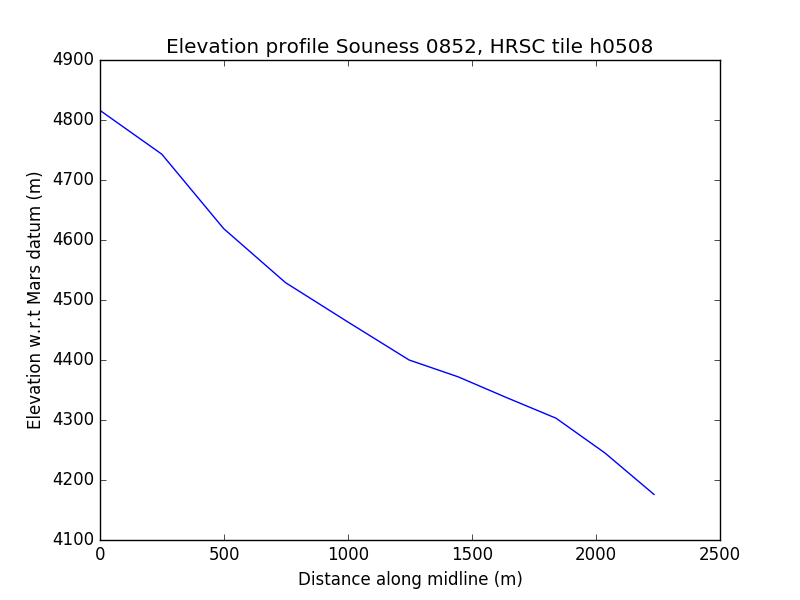 Elevation profile Souness 0852, HRSC tile h0508
4900
4800
4700
4600
4500
4400
4300
4200
4100
Elevation w.r.t Mars datum (m)
0 500 1000 1500 2000 2500
Distance along midline (m)